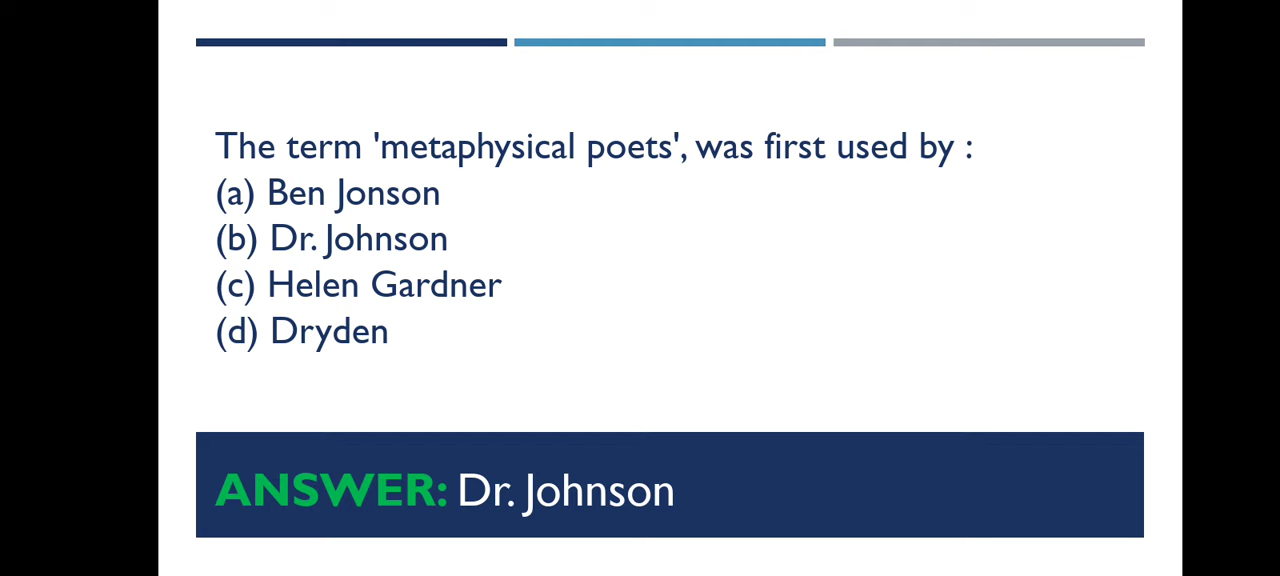 The term 'metaphysical poets', was first used by :
(a) Ben Jonson
(b) Dr. Johnson
(c) Helen Gardner
(d) Dryden
ANSWER: Dr. Johnson